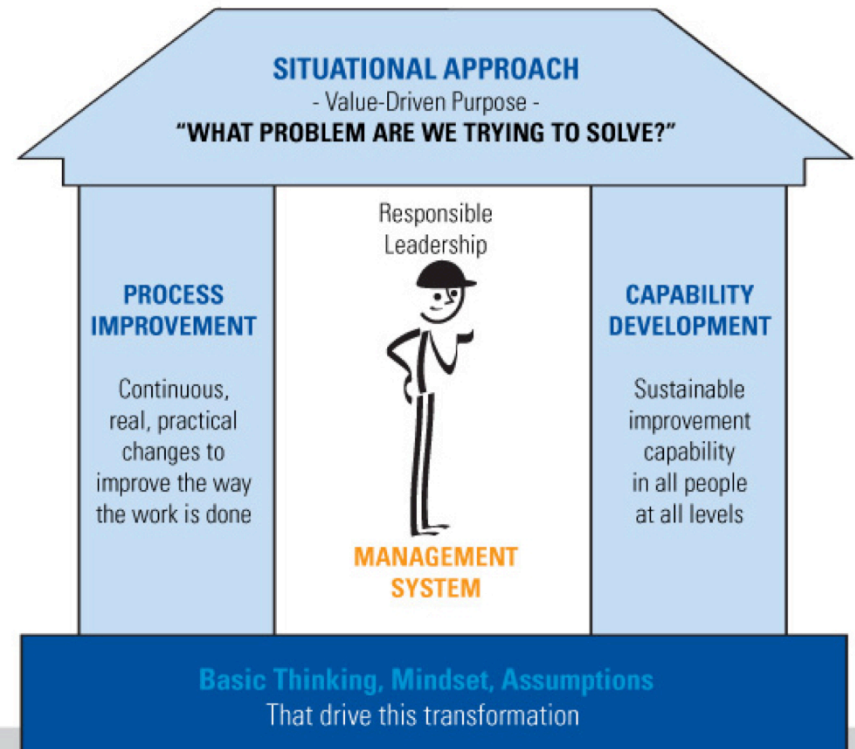 SITUATIONAL APPROACH
- Value-Driven Purpose -
“WHAT PROBLEM ARE WE TRYING TO SOLVE?”
PROCESS
IMPROVEMENT
Continuous,
real, practical
changes to
improve the way
the work is done
Responsible
Leadership
MANAGEMENT
SYSTEM
CAPABILITY
DEVELOPMENT
Sustainable
improvement
capability
in all people
at all levels
Basic Thinking, Mindset, Assumptions
That drive this transformation